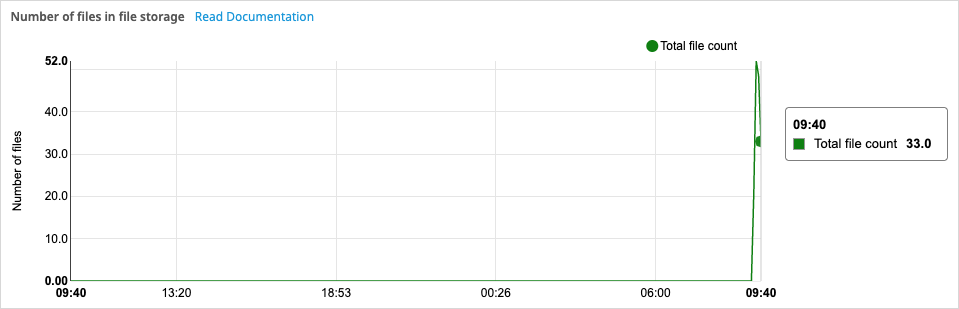 Number of files in file storage Read Documentation
Total file count
52.0
40.0
30.0
20.0
10.0
0.00
Number of files
09:40 13:20 18:53 00:26 06:00 09:40
09:40
Total file count 33.0